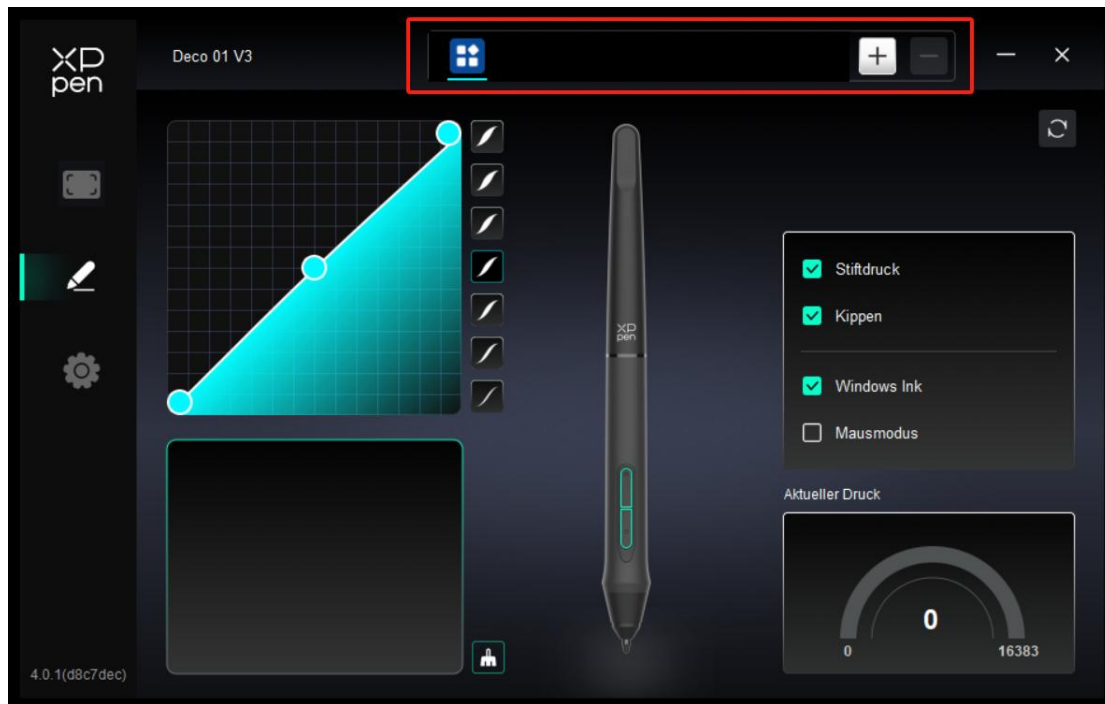 XP
pen
Deco 01 V3
XP
pen
Stiftdruck
Kippen
Windows Ink
Mausmodus
Aktueller Druck
0
0
16383
4.0.1(d8c7dec)